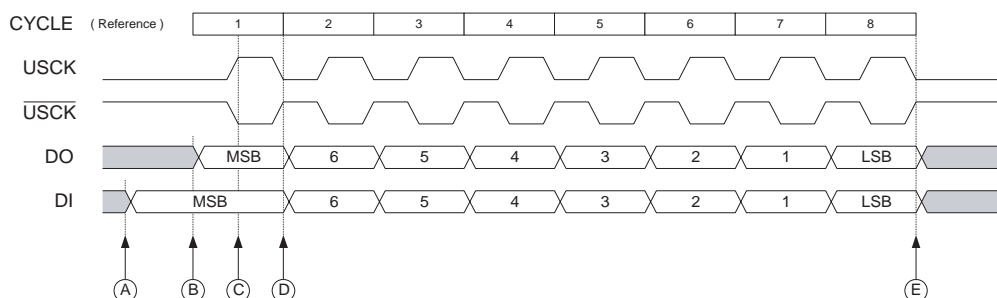 CYCLE ( Reference ) 1 2 3 4 5 6 7 8
USCK
USCK
DO MSB 6 5 4 3 2 1 LSB
DI MSB 6 5 4 3 2 1 LSB
A B C D E